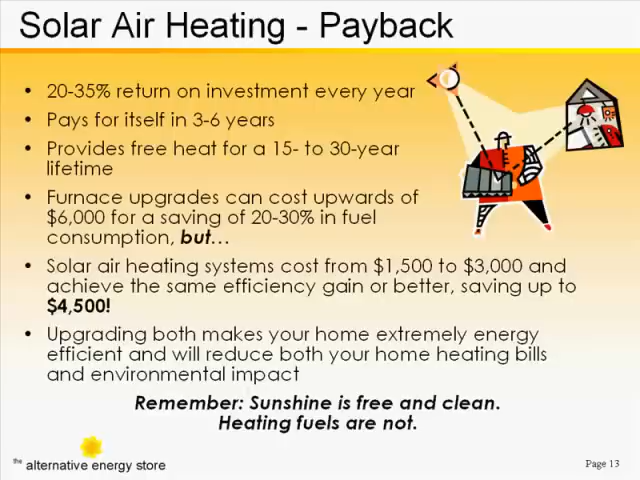 Solar Air Heating - Payback
• 20-35% return on investment every year
• Pays for itself in 3-6 years
• Provides free heat for a 15- to 30-year
lifetime
• Furnace upgrades can cost upwards of
$6,000 for a saving of 20-30% in fuel
consumption, but…
• Solar air heating systems cost from $1,500 to $3,000 and
achieve the same efficiency gain or better, saving up to
$4,500!
• Upgrading both makes your home extremely energy
efficient and will reduce both your home heating bills
and environmental impact
Remember: Sunshine is free and clean.
Heating fuels are not.
the alternative energy store
Page 13